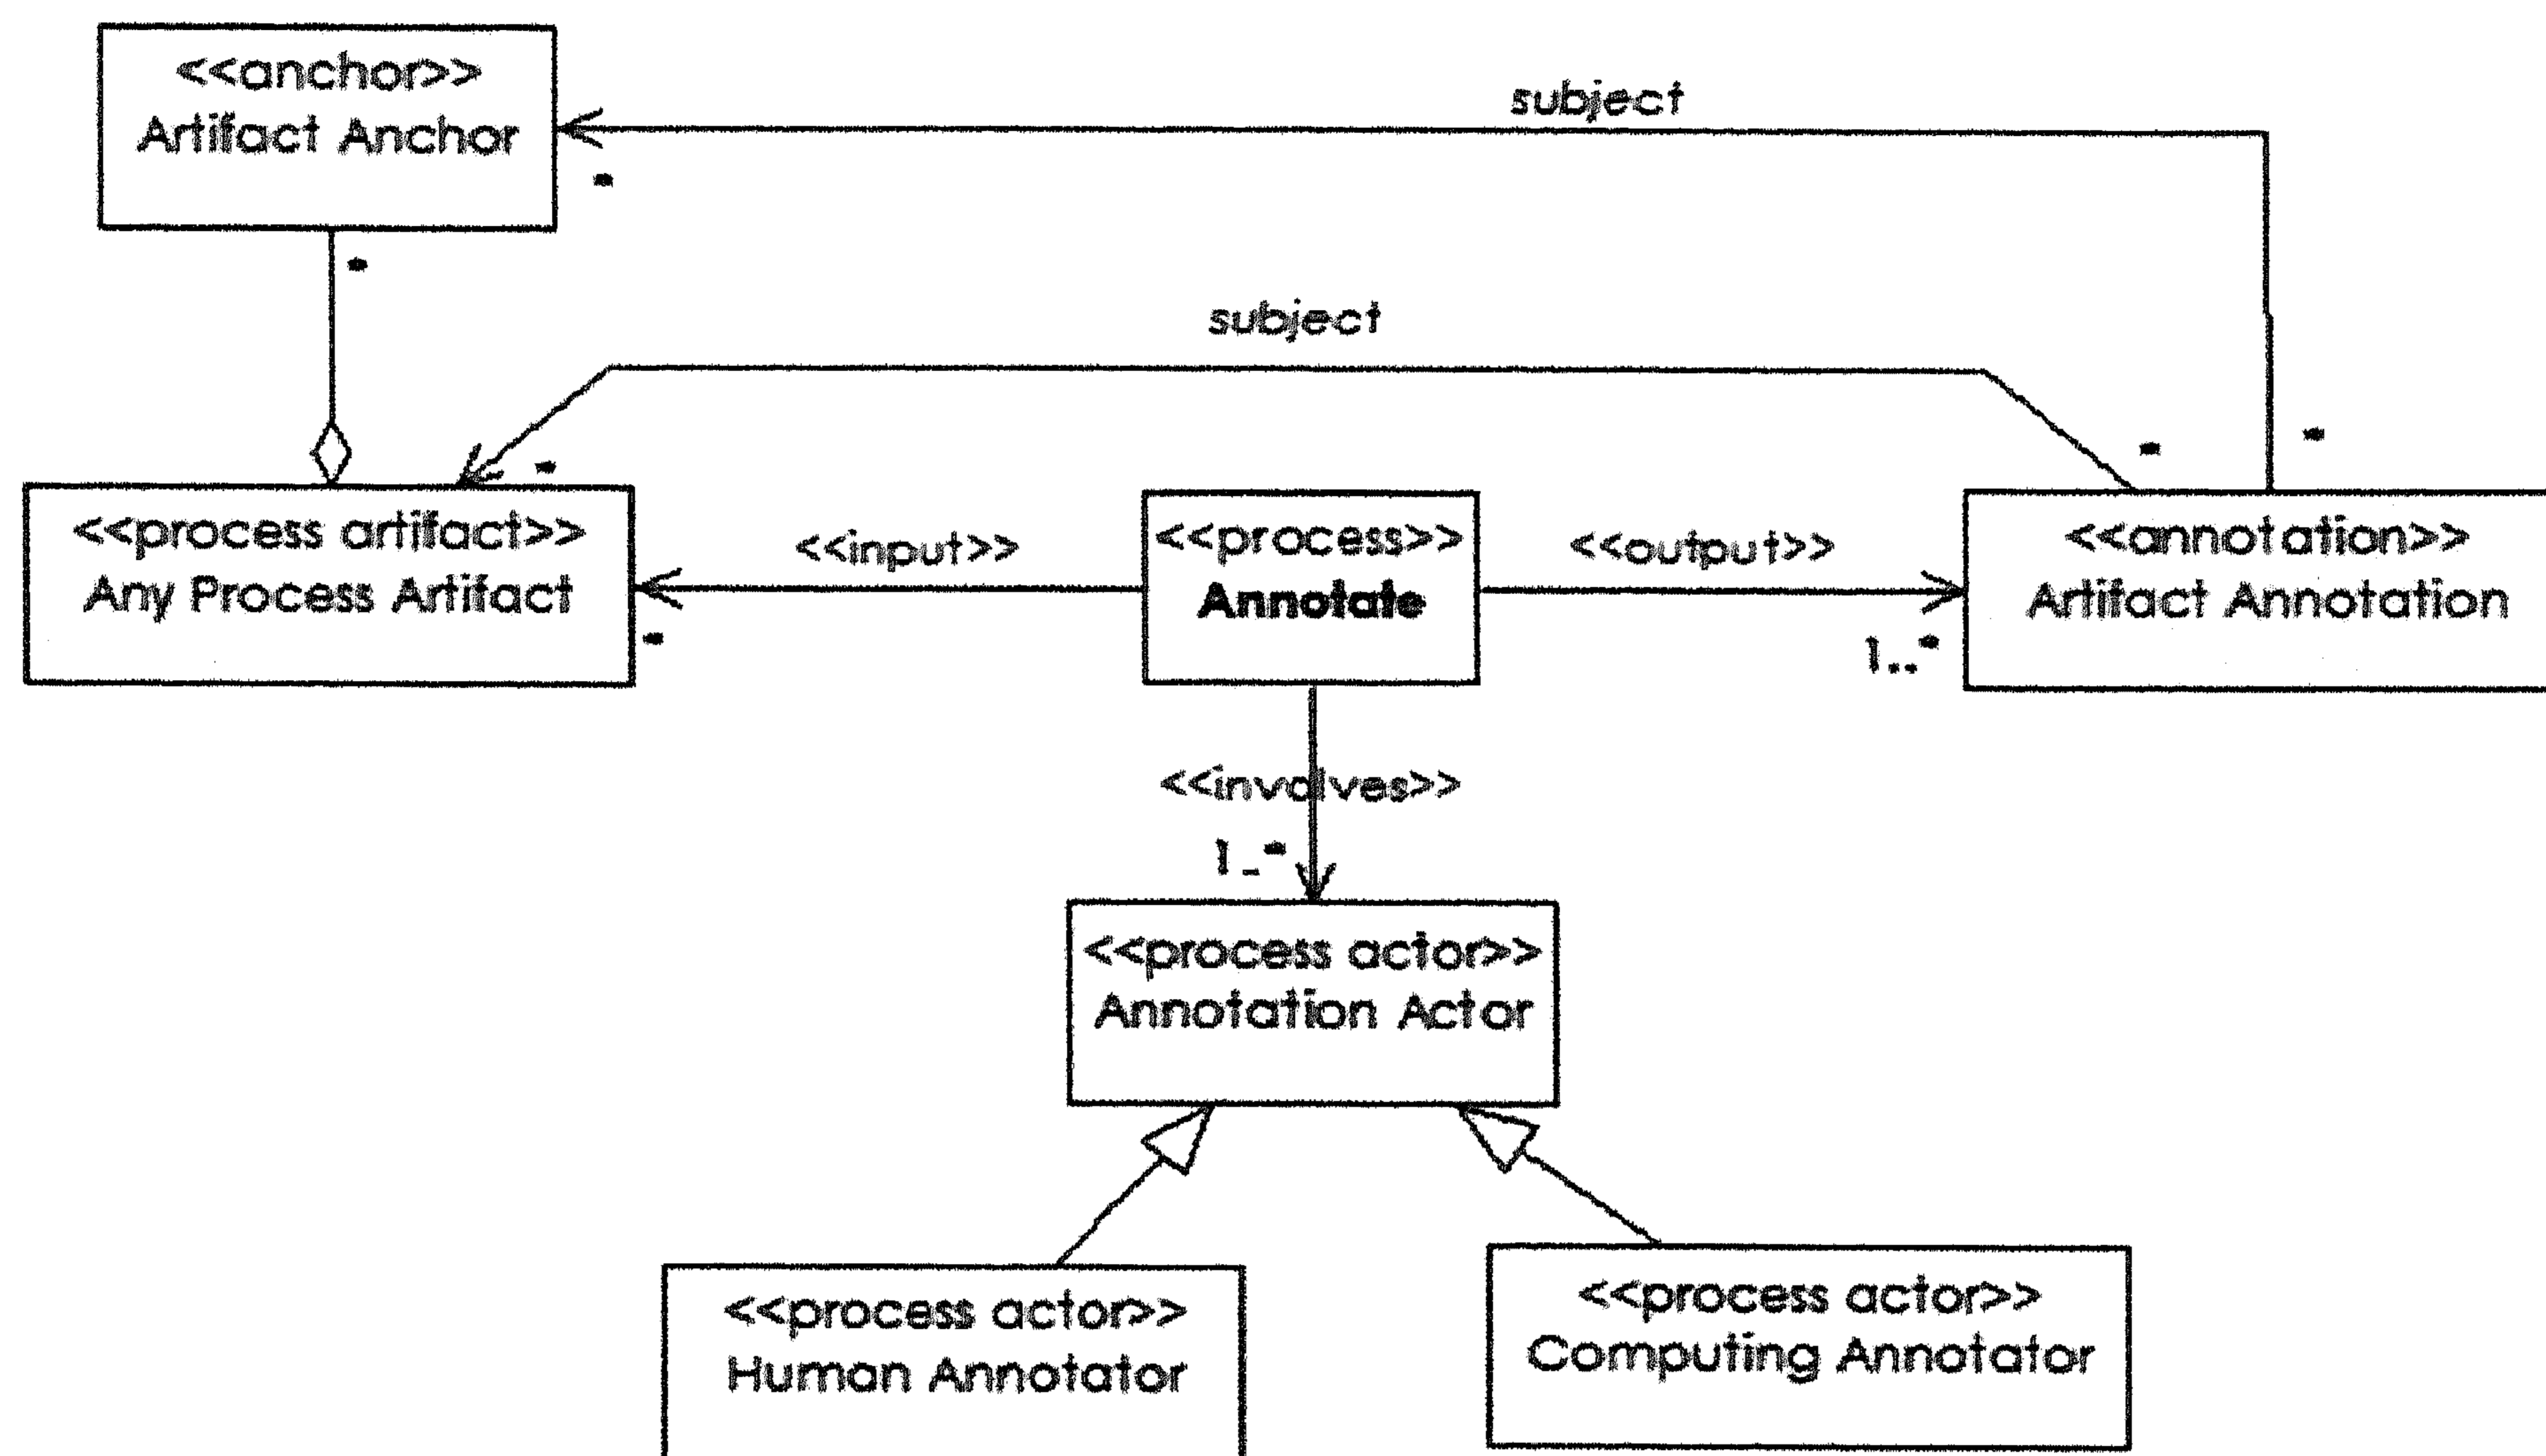 <<anchor>>
Artifact Anchor
subject
*
*
subject
*
*
*
<<process artifact>>
Any Process Artifact
*
<<input>>
<<process>>
Annotate
<<output>>
1..*
<<annotation>>
Artifact Annotation
<<involves>>
1..*
<<process actor>>
Annotation Actor
<<process actor>>
Human Annotator
<<process actor>>
Computing Annotator